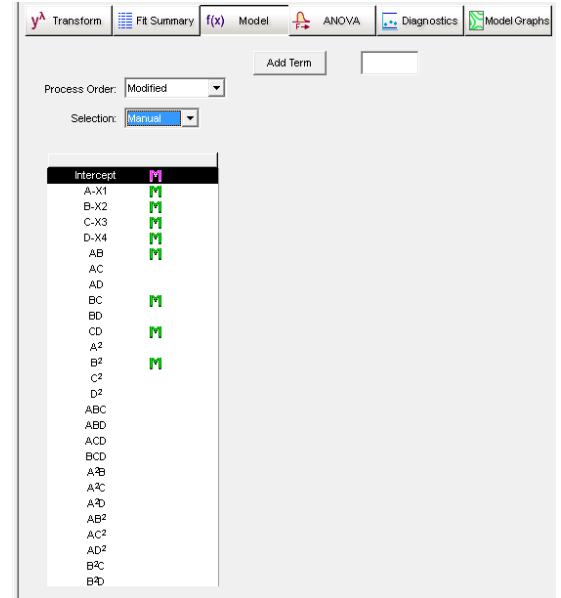 yλ Transform Fit Summary f(x) Model ANOVA Diagnostics Model Graphs
Add Term
Process Order: Modified
Selection: Manual
Intercept M
A-X1 M
B-X2 M
C-X3 M
D-X4 M
AB M
AC
AD
BC M
BD
CD M
A²
B² M
C²
D²
ABC
ABD
ACD
BCD
A²B
A²C
A²D
AB²
AC²
AD²
B²C
B²D